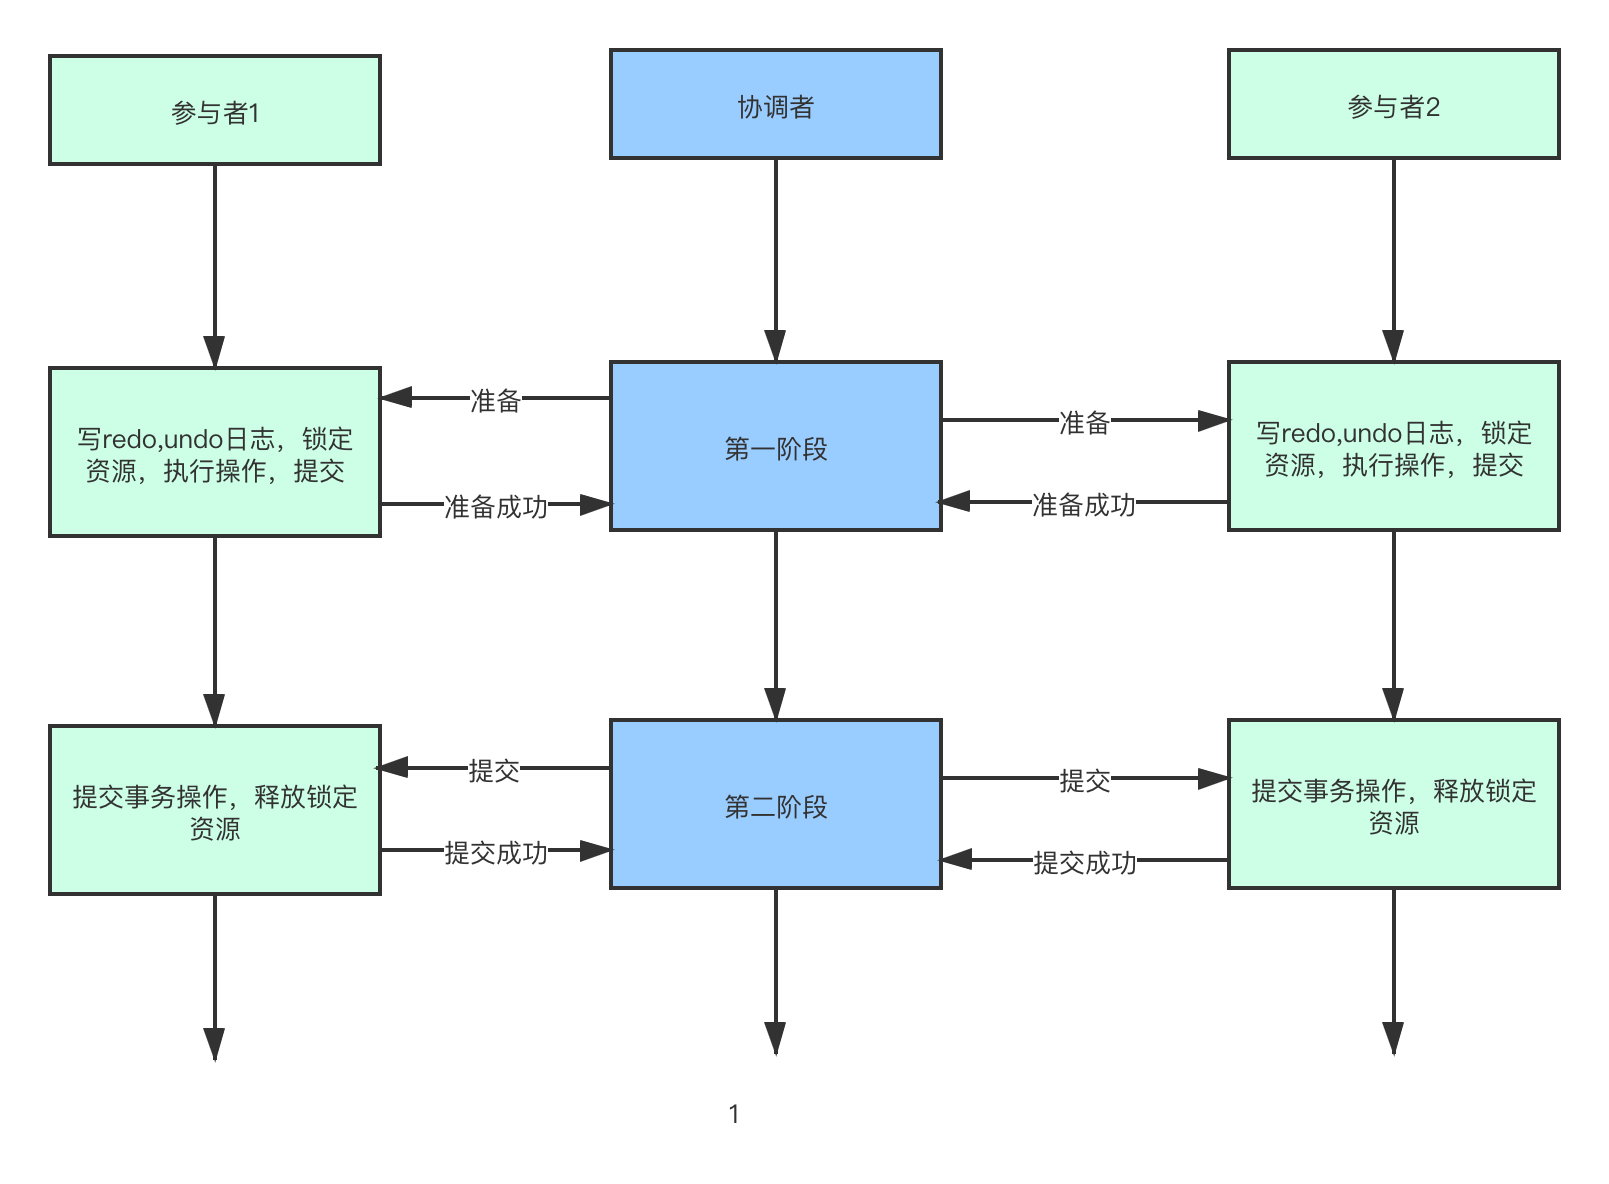 参与者1
协调者
参与者2
准备
准备
写redo,undo日志，锁定
资源，执行操作，提交
第一阶段
写redo,undo日志，锁定
资源，执行操作，提交
准备成功
准备成功
提交
提交
提交事务操作，释放锁定
资源
第二阶段
提交事务操作，释放锁定
资源
提交成功
提交成功
1